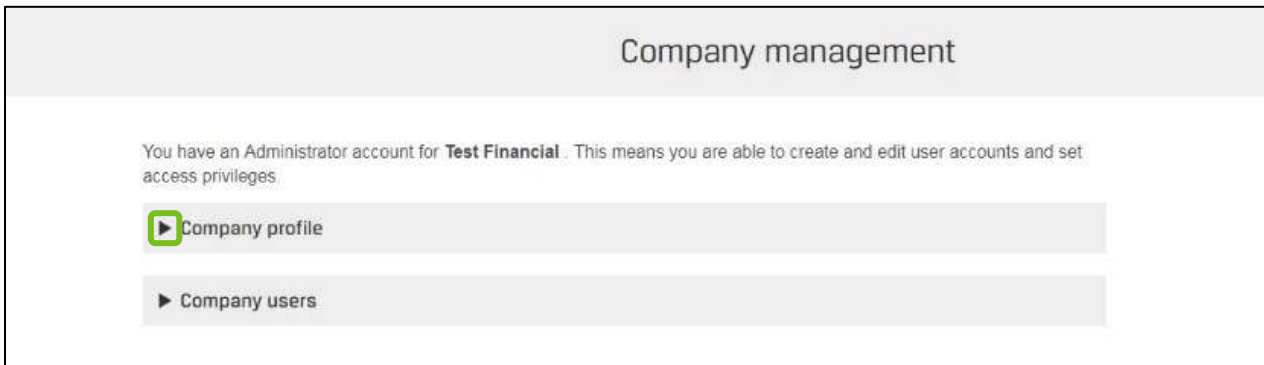 Company management
You have an Administrator account for Test Financial . This means you are able to create and edit user accounts and set
access privileges.
Company profile
Company users